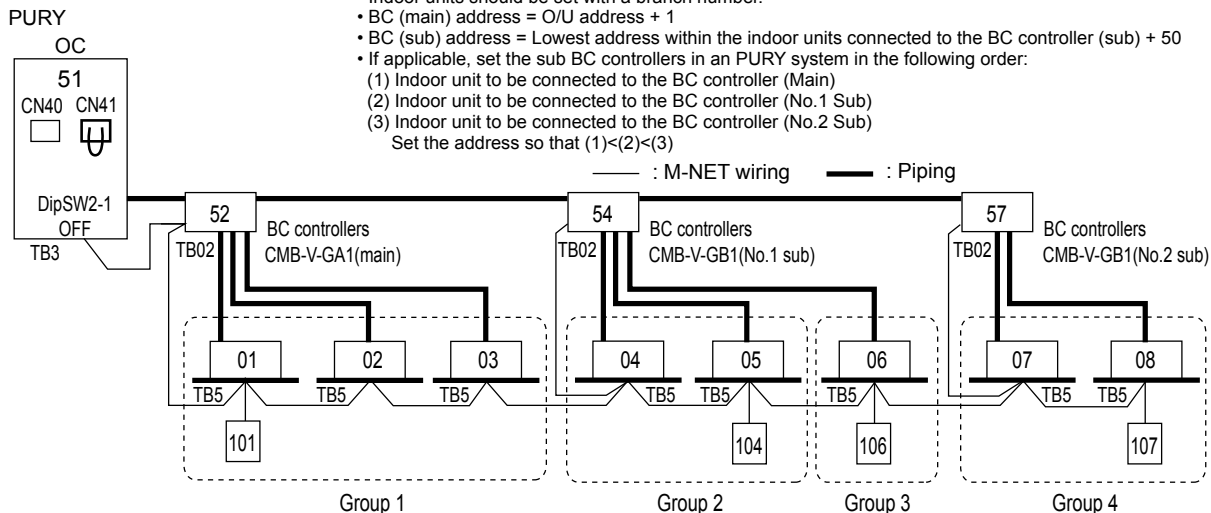 Indoor units should be set with a branch number.
PURY
• BC (main) address = O/U address + 1
• BC (sub) address = Lowest address within the indoor units connected to the BC controller (sub) + 50
• If applicable, set the sub BC controllers in an PURY system in the following order:
(1) Indoor unit to be connected to the BC controller (Main)
(2) Indoor unit to be connected to the BC controller (No.1 Sub)
(3) Indoor unit to be connected to the BC controller (No.2 Sub)
Set the address so that (1)<(2)<(3)
OC
51
CN40 CN41
DipSW2-1
OFF
TB3
: M-NET wiring : Piping
52
TB02
BC controllers
CMB-V-GA1(main)
54
TB02
BC controllers
CMB-V-GB1(No.1 sub)
57
TB02
BC controllers
CMB-V-GB1(No.2 sub)
01 02 03 04 05 06 07 08
TB5 TB5 TB5 TB5 TB5 TB5 TB5 TB5
101 104 106 107
Group 1 Group 2 Group 3 Group 4